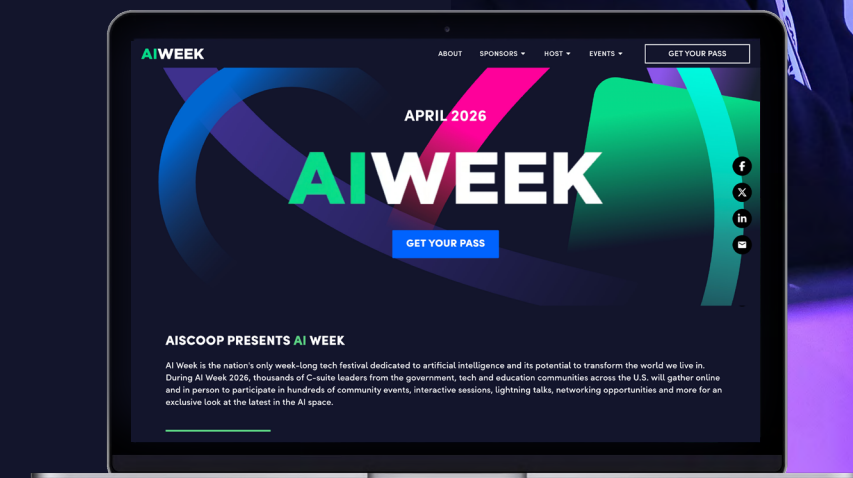 AIWEEK
ABOUT SPONSORS HOST EVENTS GET YOUR PASS
APRIL 2026
AIWEEK
GET YOUR PASS
AISCOOP PRESENTS AI WEEK
AI Week is the nation's only week-long tech festival dedicated to artificial intelligence and its potential to transform the world we live in.
During AI Week 2026, thousands of C-suite leaders from the government, tech and education communities across the U.S. will gather online
and in person to participate in hundreds of community events, interactive sessions, lightning talks, networking opportunities and more for an
exclusive look at the latest in the AI space.